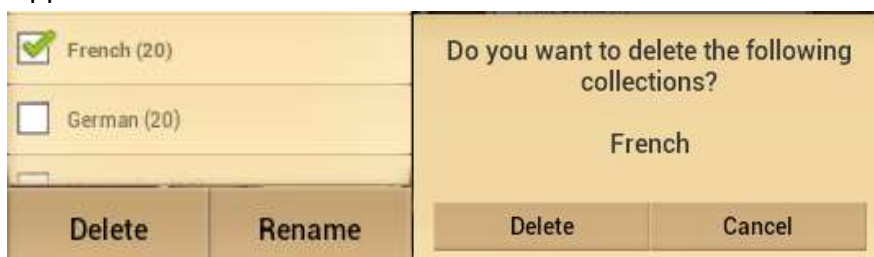 French (20)
German (20)
Delete Rename
Do you want to delete the following
collections?
French
Delete Cancel